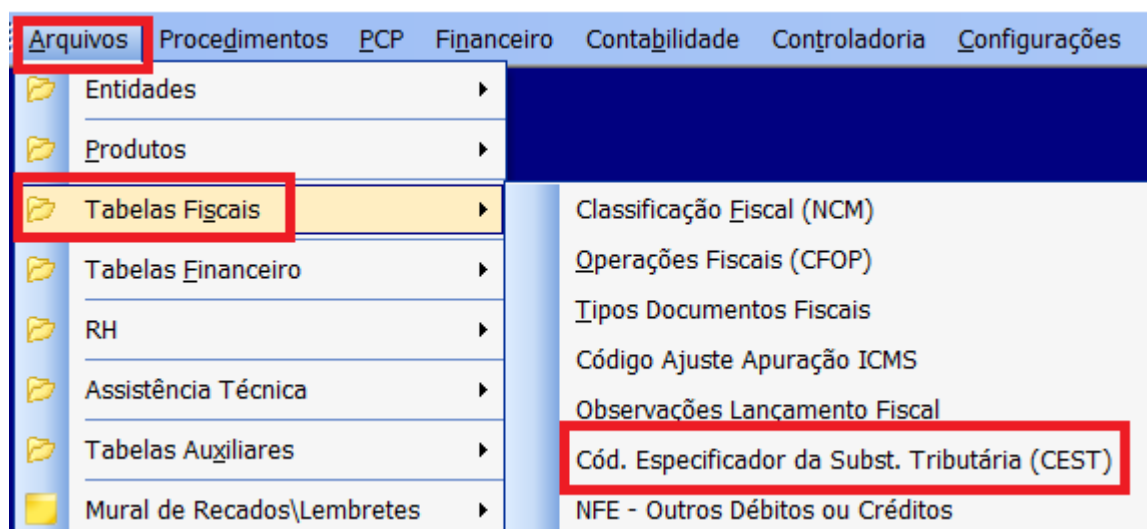 Arquivos Procedimentos PCP Financeiro Contabilidade Controladoria Configurações
Entidades
Produtos
Tabelas Fiscais
Tabelas Financeiro
RH
Assistência Técnica
Tabelas Auxiliares
Mural de Recados\Lembretes
Classificação Fiscal (NCM)
Operações Fiscais (CFOP)
Tipos Documentos Fiscais
Código Ajuste Apuração ICMS
Observações Lançamento Fiscal
Cód. Especificador da Subst. Tributária (CEST)
NFE - Outros Débitos ou Créditos